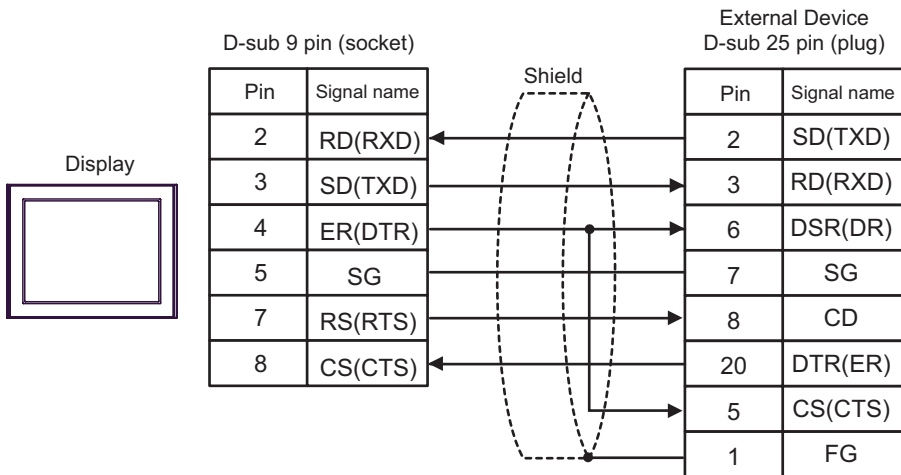 External Device
D-sub 9 pin (socket)
D-sub 25 pin (plug)
Shield
Display
Pin Signal name
2 RD(RXD)
3 SD(TXD)
4 ER(DTR)
5 SG
7 RS(RTS)
8 CS(CTS)
Pin Signal name
2 SD(TXD)
3 RD(RXD)
6 DSR(DR)
7 SG
8 CD
20 DTR(ER)
5 CS(CTS)
1 FG